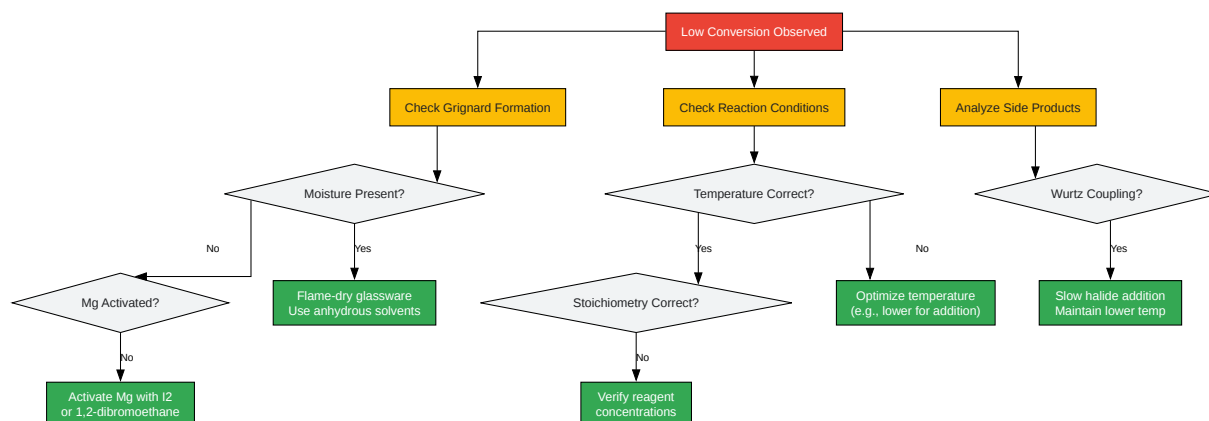 Low Conversion Observed
Check Grignard Formation
Check Reaction Conditions
Analyze Side Products
Moisture Present?
Temperature Correct?
Wurtz Coupling?
No
Yes
Yes
No
Yes
Mg Activated?
Flame-dry glassware
Use anhydrous solvents
Stoichiometry Correct?
Optimize temperature
(e.g., lower for addition)
Slow halide addition
Maintain lower temp
No
No
Activate Mg with I2
or 1,2-dibromoethane
Verify reagent
concentrations